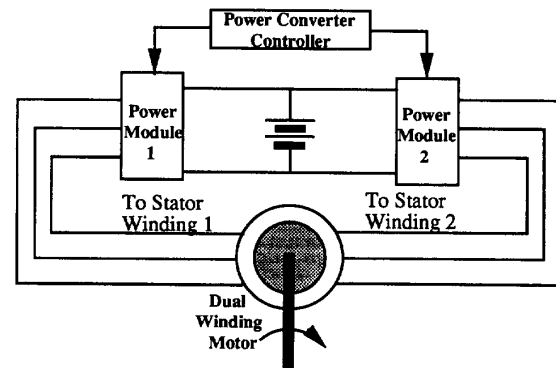 Power Converter
Controller
Power
Module
1
Power
Module
2
To Stator
Winding 1
To Stator
Winding 2
Dual
Winding
Motor